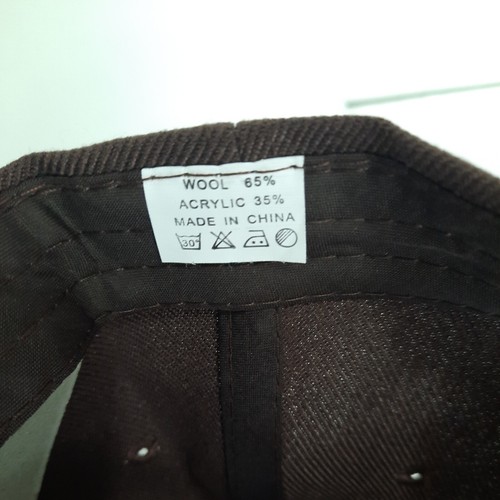 WOOL 65%
ACRYLIC 35%
MADE IN CHINA
30°